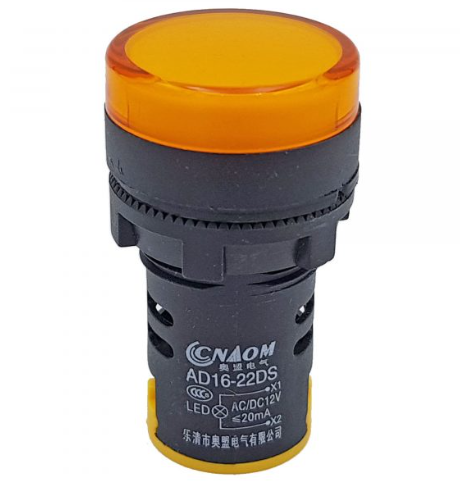 CNAOM
奥盟电气
AD16-22DS
CCC
LED
X1
AC/DC12V
≤20mA
X2
乐清市奥盟电气有限公司